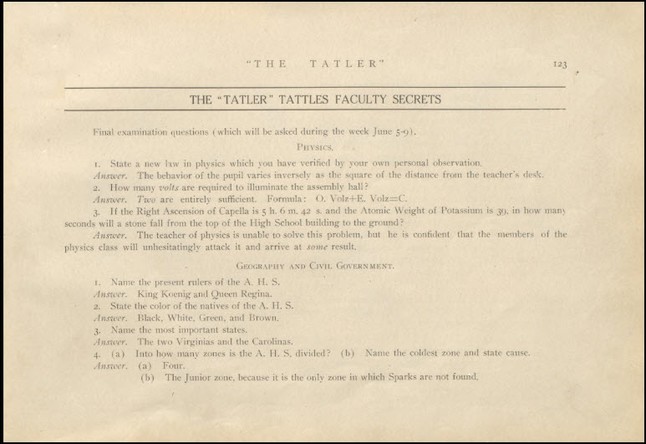 "THE TATLER"
123
THE "TATLER" TATTLES FACULTY SECRETS
Final examination questions (which will be asked during the week June 5-9).
PHYSICS.
1. State a new law in physics which you have verified by your own personal observation.
Answer. The behavior of the pupil varies inversely as the square of the distance from the teacher's desk.
2. How many volts are required to illuminate the assembly hall?
Answer. Two are entirely sufficient. Formula: O. Volz+E. Volz=C.
3. If the Right Ascension of Capella is 5 h. 6 m. 42 s. and the Atomic Weight of Potassium is 39, in how many
seconds will a stone fall from the top of the High School building to the ground?
Answer. The teacher of physics is unable to solve this problem, but he is confident that the members of the
physics class will unhesitatingly attack it and arrive at some result.
GEOGRAPHY AND CIVIL GOVERNMENT.
1. Name the present rulers of the A. H. S.
Answer. King Koenig and Queen Regina.
2. State the color of the natives of the A. H. S.
Answer. Black, White, Green, and Brown.
3. Name the most important states.
Answer. The two Virginias and the Carolinas.
4. (a) Into how many zones is the A. H. S. divided? (b) Name the coldest zone and state cause.
Answer. (a) Four.
(b) The Junior zone, because it is the only zone in which Sparks are not found.